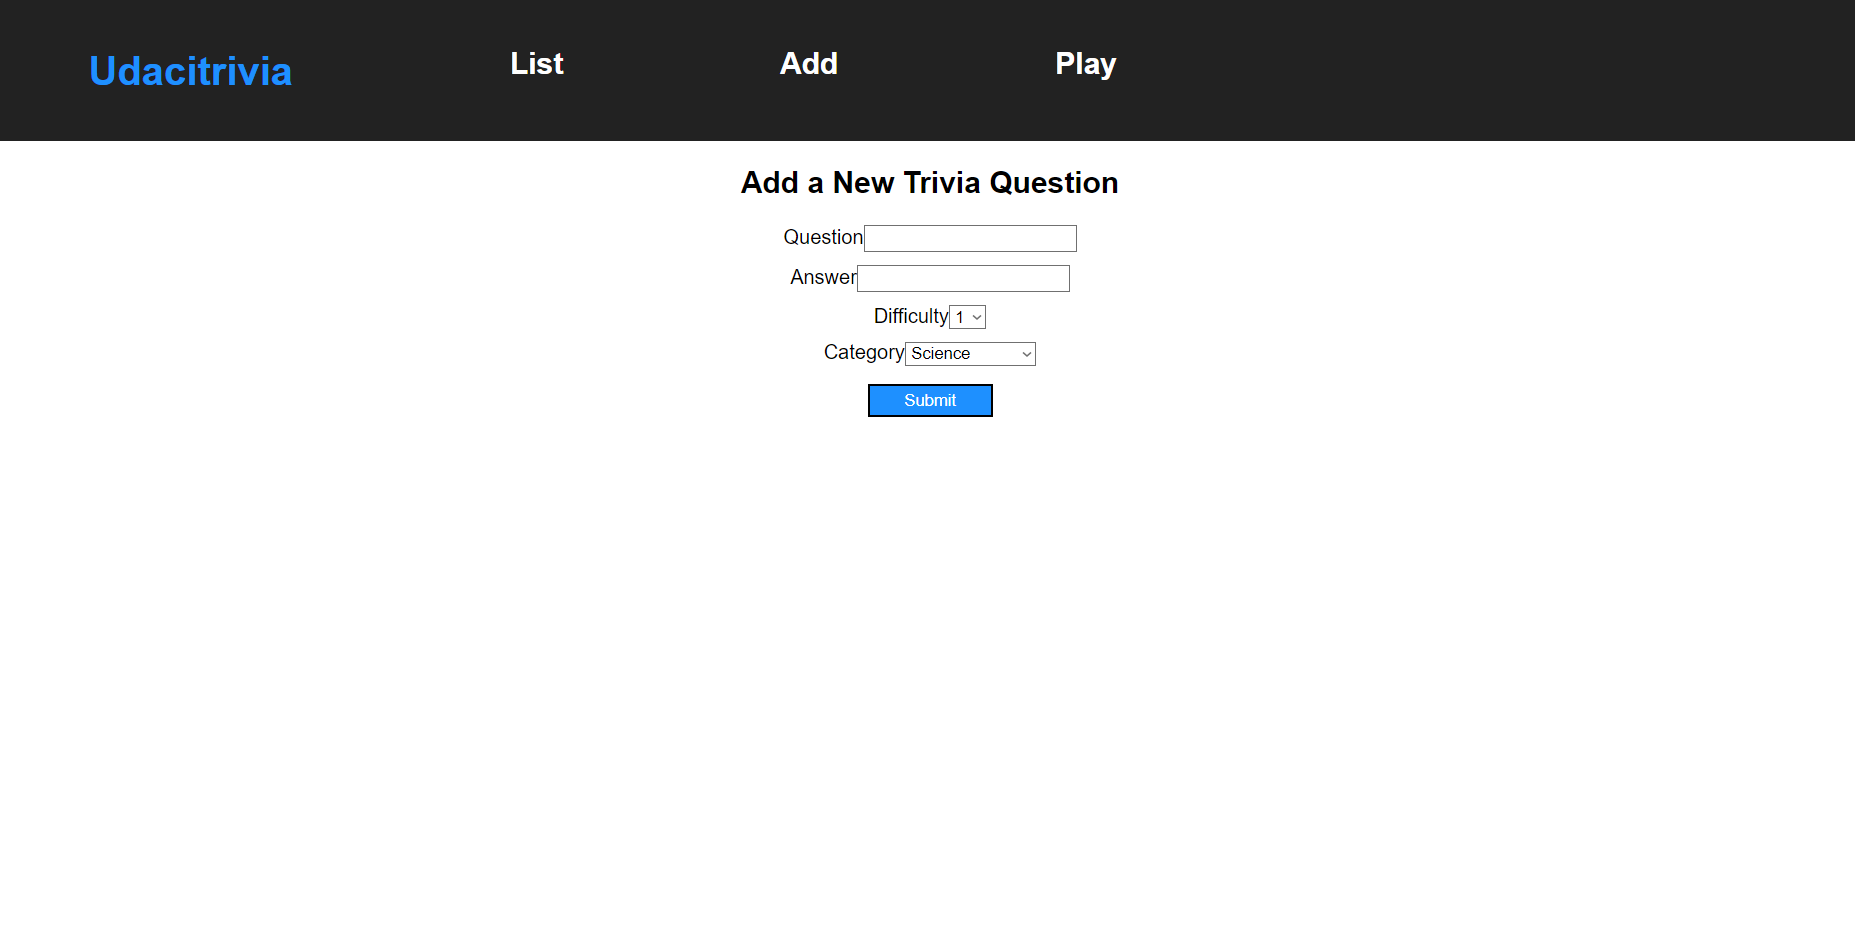 Udacitrivia List Add Play
Add a New Trivia Question
Question
Answer
Difficulty 1
Category Science
Submit